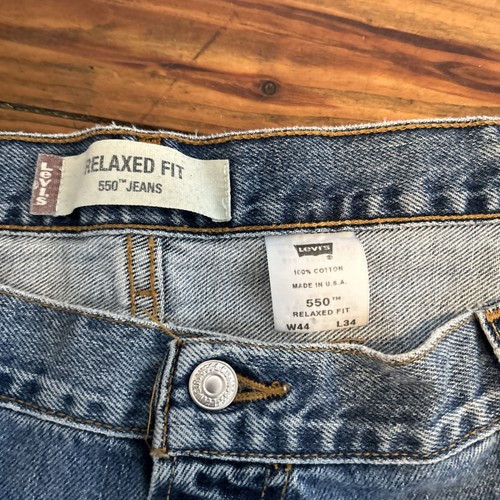 LEVI'S
RELAXED FIT
550™ JEANS
Levi's
®
100% COTTON
MADE IN U.S.A.
550™
RELAXED FIT
W44 L34